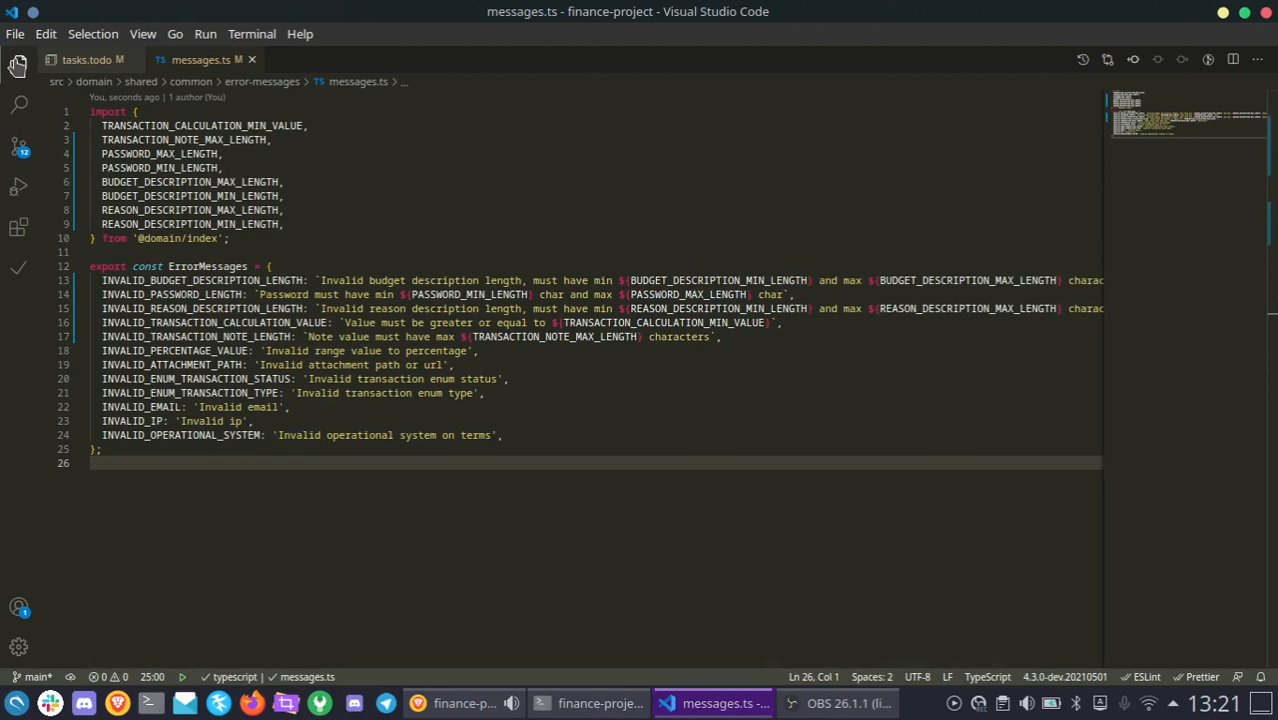 messages.ts - finance-project - Visual Studio Code
File Edit Selection View Go Run Terminal Help
tasks.todo M TS messages.ts M
src > domain > shared > common > error-messages > TS messages.ts > ...
You, seconds ago | 1 author (You)
1 import {
2 TRANSACTION_CALCULATION_MIN_VALUE,
3 TRANSACTION_NOTE_MAX_LENGTH,
4 PASSWORD_MAX_LENGTH,
5 PASSWORD_MIN_LENGTH,
6 BUDGET_DESCRIPTION_MAX_LENGTH,
7 BUDGET_DESCRIPTION_MIN_LENGTH,
8 REASON_DESCRIPTION_MAX_LENGTH,
9 REASON_DESCRIPTION_MIN_LENGTH,
10 } from '@domain/index';
11
12 export const ErrorMessages = {
13 INVALID_BUDGET_DESCRIPTION_LENGTH: `Invalid budget description length, must have min ${BUDGET_DESCRIPTION_MIN_LENGTH} and max ${BUDGET_DESCRIPTION_MAX_LENGTH} charac
14 INVALID_PASSWORD_LENGTH: `Password must have min ${PASSWORD_MIN_LENGTH} char and max ${PASSWORD_MAX_LENGTH} char`,
15 INVALID_REASON_DESCRIPTION_LENGTH: `Invalid reason description length, must have min ${REASON_DESCRIPTION_MIN_LENGTH} and max ${REASON_DESCRIPTION_MAX_LENGTH} charac
16 INVALID_TRANSACTION_CALCULATION_VALUE: `Value must be greater or equal to ${TRANSACTION_CALCULATION_MIN_VALUE}`,
17 INVALID_TRANSACTION_NOTE_LENGTH: `Note value must have max ${TRANSACTION_NOTE_MAX_LENGTH} characters`,
18 INVALID_PERCENTAGE_VALUE: 'Invalid range value to percentage',
19 INVALID_ATTACHMENT_PATH: 'Invalid attachment path or url',
20 INVALID_ENUM_TRANSACTION_STATUS: 'Invalid transaction enum status',
21 INVALID_ENUM_TRANSACTION_TYPE: 'Invalid transaction enum type',
22 INVALID_EMAIL: 'Invalid email',
23 INVALID_IP: 'Invalid ip',
24 INVALID_OPERATIONAL_SYSTEM: 'Invalid operational system on terms',
25 };
26
12
1
main* 0 0 25:00 typescript | messages.ts Ln 26, Col 1 Spaces: 2 UTF-8 LF TypeScript 4.3.0-dev.20210501 ESLint Prettier
finance-p... finance-proje... messages.ts -... OBS 26.1.1 (li... 13:21